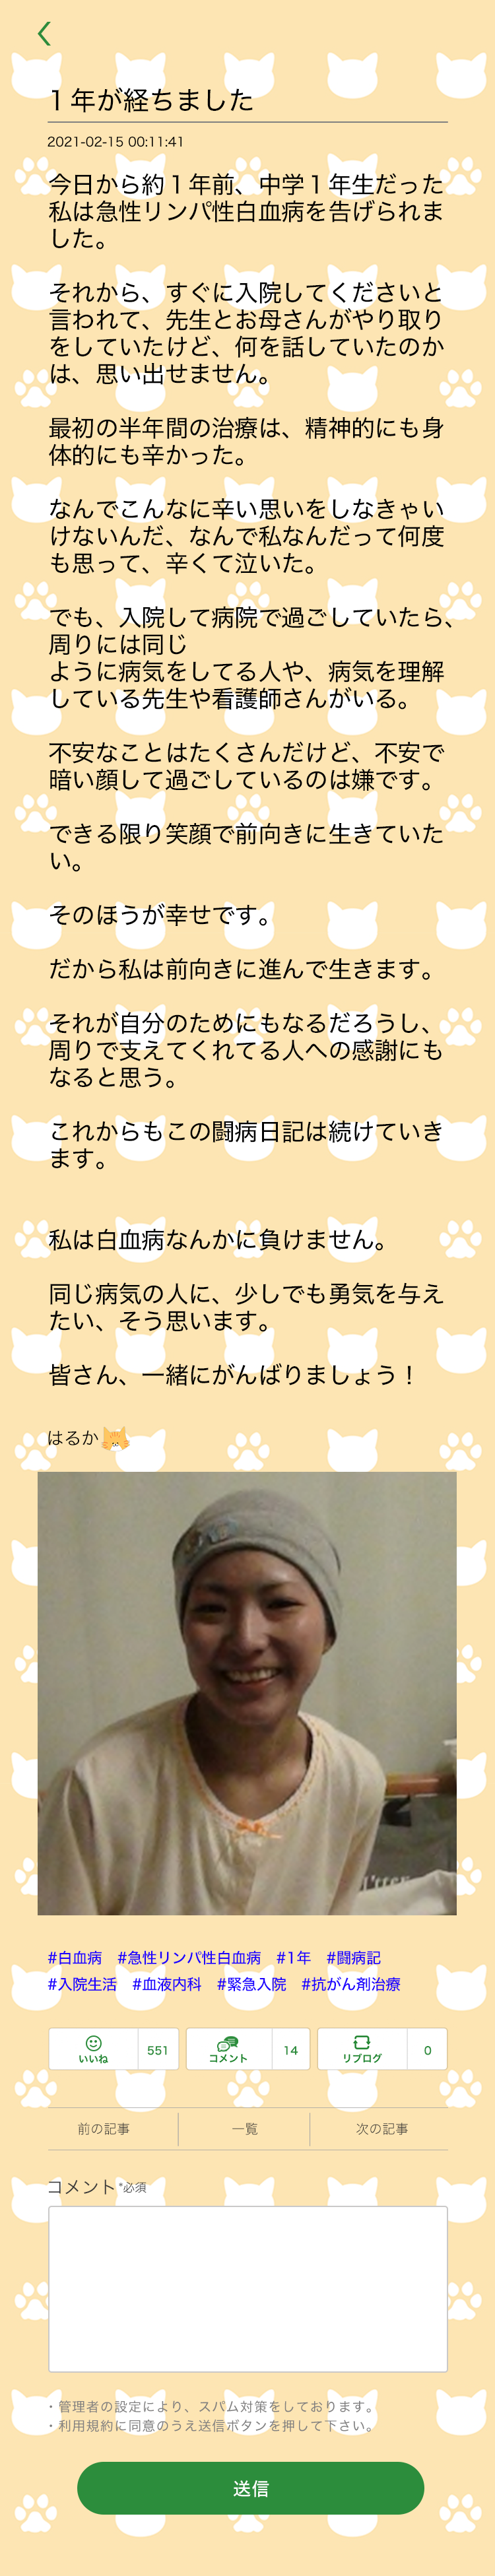 1年が経ちました
2021-02-15 00:11:41
今日から約１年前、中学１年生だった
私は急性リンパ性白血病を告げられま
した。
それから、すぐに入院してくださいと
言われて、先生とお母さんがやり取り
をしていたけど、何を話していたのか
は、思い出せません。
最初の半年間の治療は、精神的にも身
体的にも辛かった。
なんでこんなに辛い思いをしなきゃい
けないんだ、なんで私なんだって何度
も思って、辛くて泣いた。
でも、入院して病院で過ごしていたら、
周りには同じ
ように病気をしてる人や、病気を理解
している先生や看護師さんがいる。
不安なことはたくさんだけど、不安で
暗い顔して過ごしているのは嫌です。
できる限り笑顔で前向きに生きていた
い。
そのほうが幸せです。
だから私は前向きに進んで生きます。
それが自分のためにもなるだろうし、
周りで支えてくれてる人への感謝にも
なると思う。
これからもこの闘病日記は続けていき
ます。
私は白血病なんかに負けません。
同じ病気の人に、少しでも勇気を与え
たい、そう思います。
皆さん、一緒にがんばりましょう！
はるか
#白血病 #急性リンパ性白血病 #1年 #闘病記
#入院生活 #血液内科 #緊急入院 #抗がん剤治療
いいね 551 コメント 14 リブログ 0
前の記事 一覧 次の記事
コメント *必須
・管理者の設定により、スパム対策をしております。
・利用規約に同意のうえ送信ボタンを押して下さい。
送信